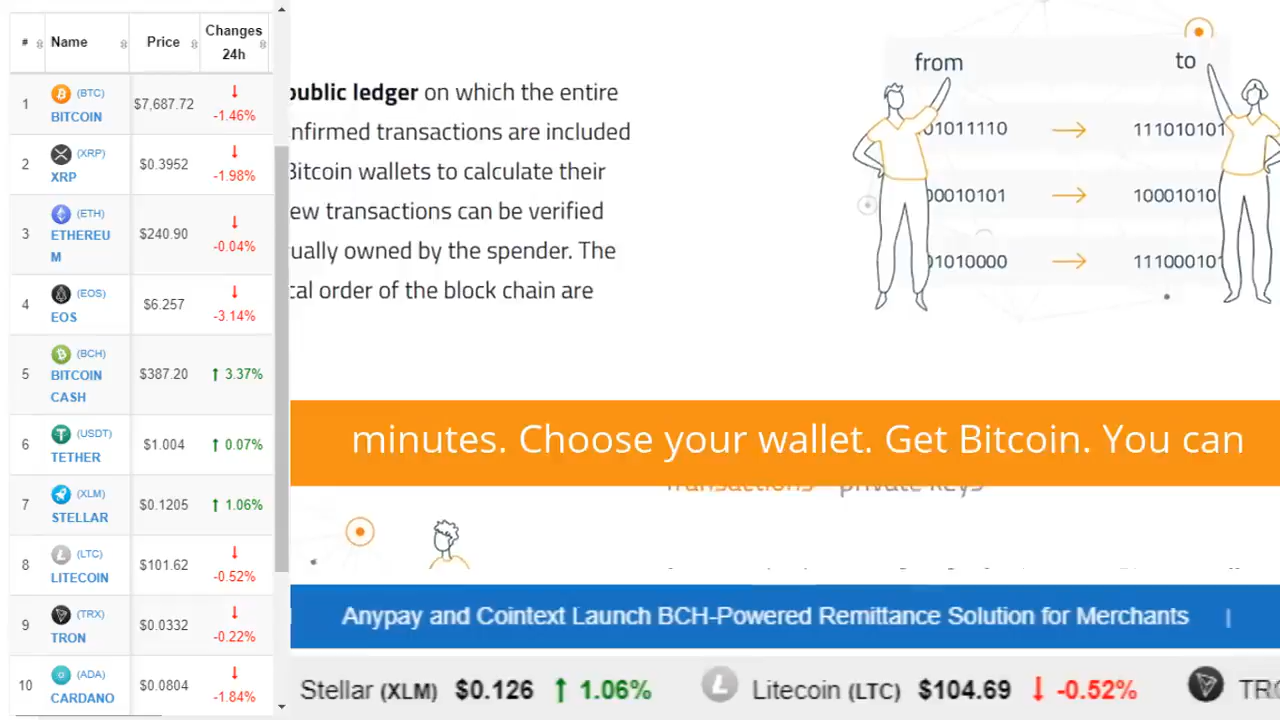 # Name Price Changes
24h
1 (BTC) BITCOIN $7,687.72 ↓ -1.46%
2 (XRP) XRP $0.3952 ↓ -1.98%
3 (ETH) ETHEREU
M $240.90 ↓ -0.04%
4 (EOS) EOS $6.257 ↓ -3.14%
5 (BCH) BITCOIN
CASH $387.20 ↑ 3.37%
6 (USDT) TETHER $1.004 ↑ 0.07%
7 (XLM) STELLAR $0.1205 ↑ 1.06%
8 (LTC) LITECOIN $101.62 ↓ -0.52%
9 (TRX) TRON $0.0332 ↓ -0.22%
10 (ADA) CARDANO $0.0804 ↓ -1.84%
public ledger on which the entire
nfirmed transactions are included
Bitcoin wallets to calculate their
ew transactions can be verified
ually owned by the spender. The
cal order of the block chain are
from to
01011110 → 111010101
00010101 → 10001010
01010000 → 111000101
minutes. Choose your wallet. Get Bitcoin. You can
Transactions - private keys
Anypay and Cointext Launch BCH-Powered Remittance Solution for Merchants |
Stellar (XLM) $0.126 ↑ 1.06% Litecoin (LTC) $104.69 ↓ -0.52% TR